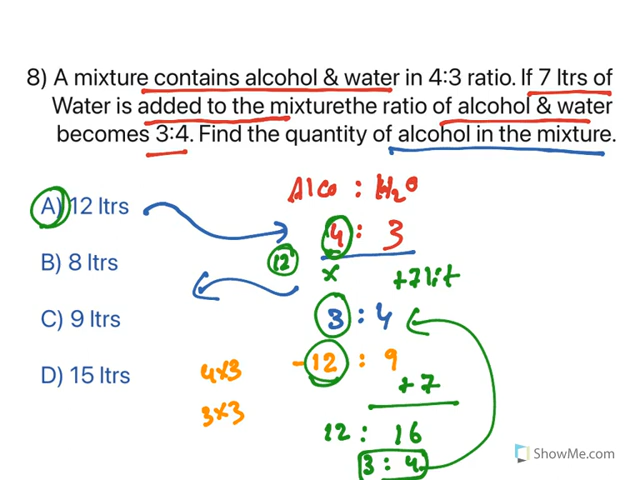 8) A mixture contains alcohol & water in 4:3 ratio. If 7 ltrs of
Water is added to the mixturethe ratio of alcohol & water
becomes 3:4. Find the quantity of alcohol in the mixture.
Alco : H2O
A) 12 ltrs
4 : 3
12
B) 8 ltrs
x +7 lit
C) 9 ltrs
3 : 4
12 : 9
D) 15 ltrs
4x3
+7
3x3
12 : 16
ShowMe.com
3 : 4